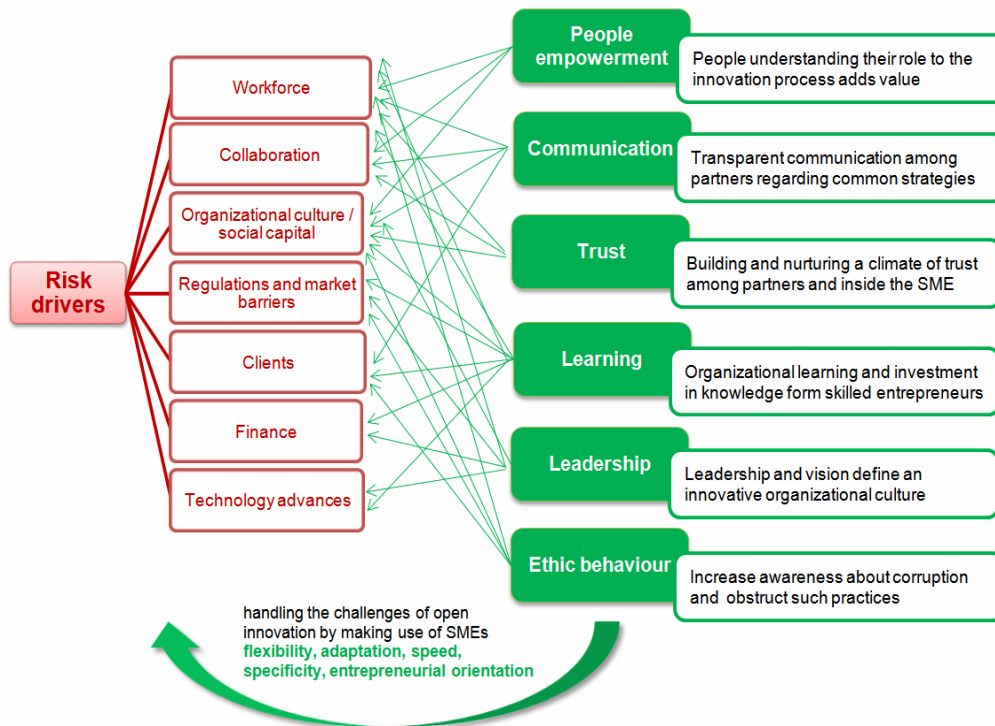 Risk
drivers
Workforce
Collaboration
Organizational culture /
social capital
Regulations and market
barriers
Clients
Finance
Technology advances
People
empowerment
People understanding their role to the
innovation process adds value
Communication
Transparent communication among
partners regarding common strategies
Trust
Building and nurturing a climate of trust
among partners and inside the SME
Learning
Organizational learning and investment
in knowledge form skilled entrepreneurs
Leadership
Leadership and vision define an
innovative organizational culture
Ethic behaviour
Increase awareness about corruption
and obstruct such practices
handling the challenges of open
innovation by making use of SMEs
flexibility, adaptation, speed,
specificity, entrepreneurial orientation